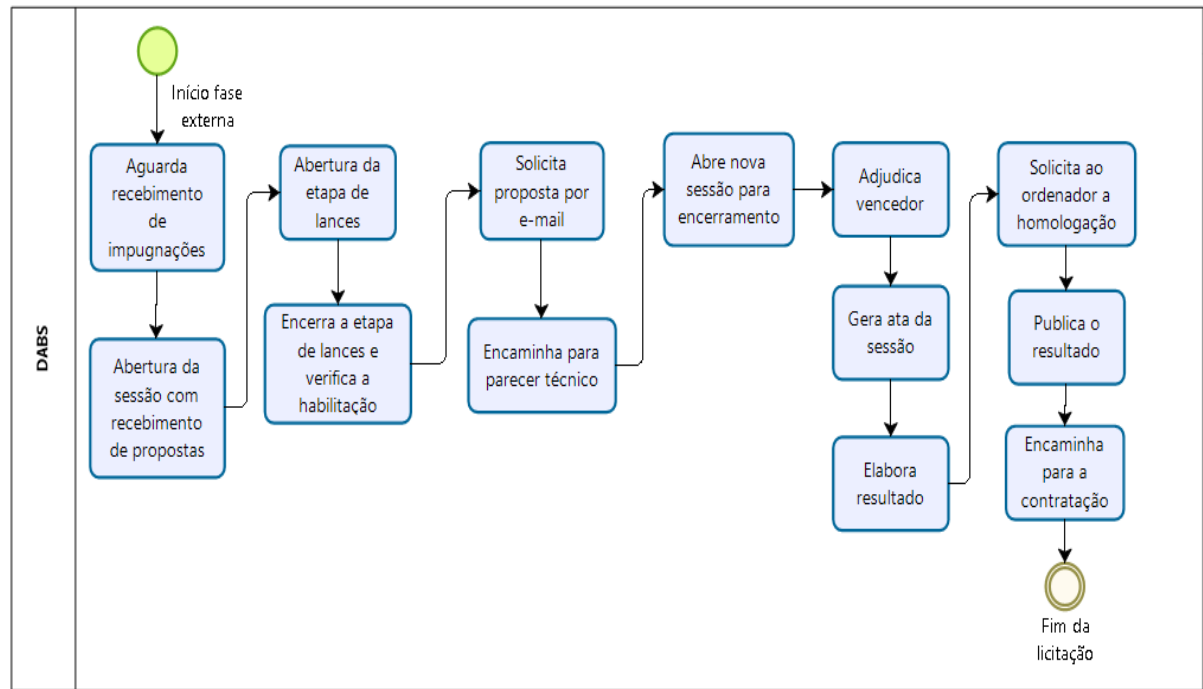 DABS
Início fase
externa
Aguarda
recebimento
de
impugnações
Abertura da
sessão com
recebimento
de propostas
Abertura da
etapa de
lances
Encerra a etapa
de lances e
verifica a
habilitação
Solicita
proposta por
e-mail
Encaminha para
parecer técnico
Abre nova
sessão para
encerramento
Adjudica
vencedor
Gera ata da
sessão
Elabora
resultado
Solicita ao
ordenador a
homologação
Publica o
resultado
Encaminha
para a
contratação
Fim da
licitação